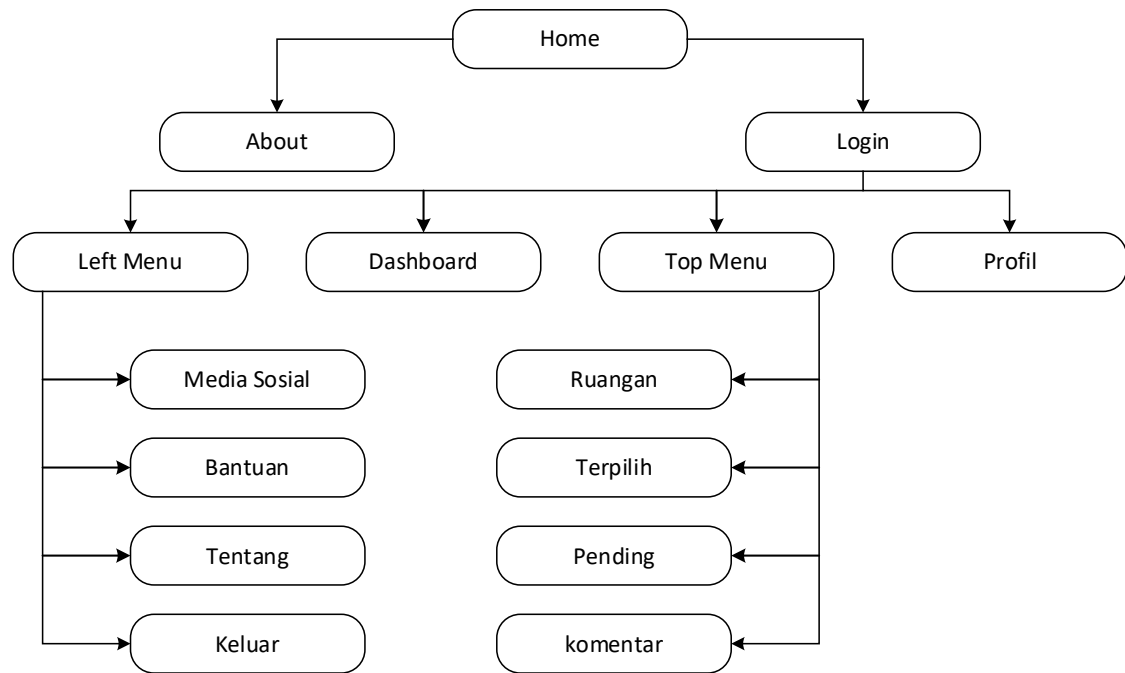 Home
About
Login
Left Menu
Dashboard
Top Menu
Profil
Media Sosial
Ruangan
Bantuan
Terpilih
Tentang
Pending
Keluar
komentar